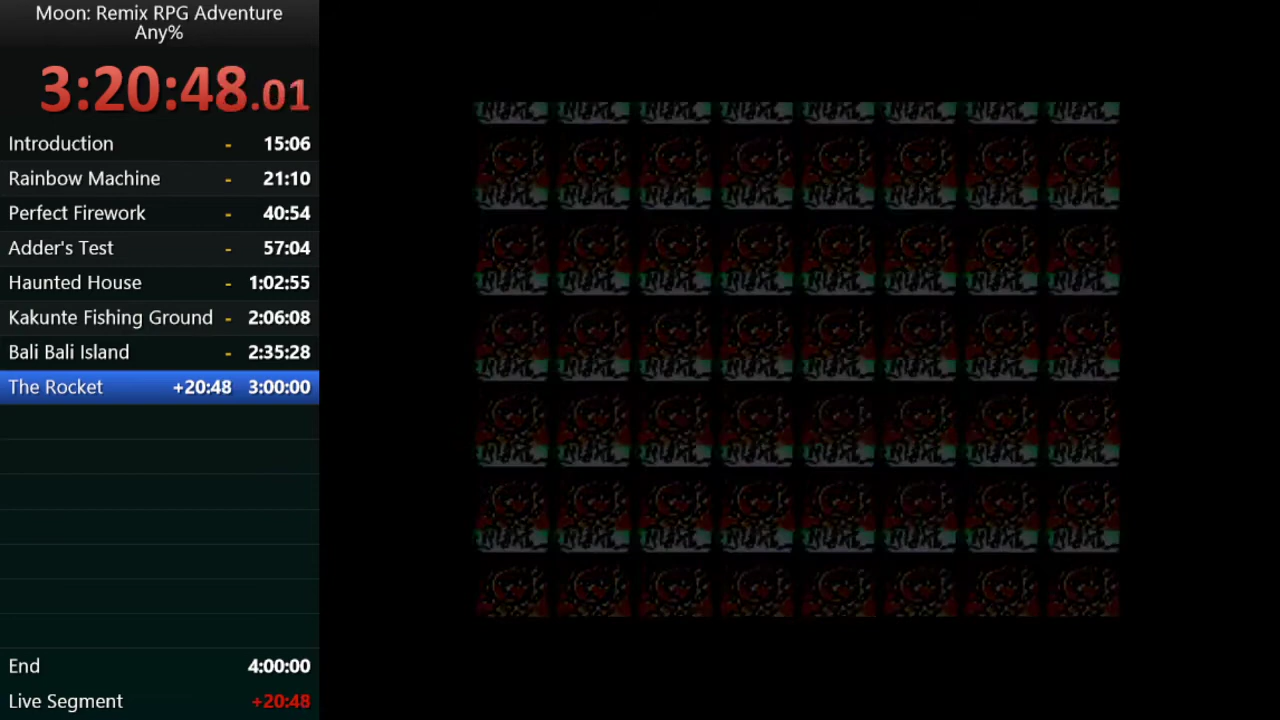 Moon: Remix RPG Adventure
Any%
3:20:48.01
Introduction - 15:06
Rainbow Machine - 21:10
Perfect Firework - 40:54
Adder's Test - 57:04
Haunted House - 1:02:55
Kakunte Fishing Ground - 2:06:08
Bali Bali Island - 2:35:28
The Rocket +20:48 3:00:00
End 4:00:00
Live Segment +20:48